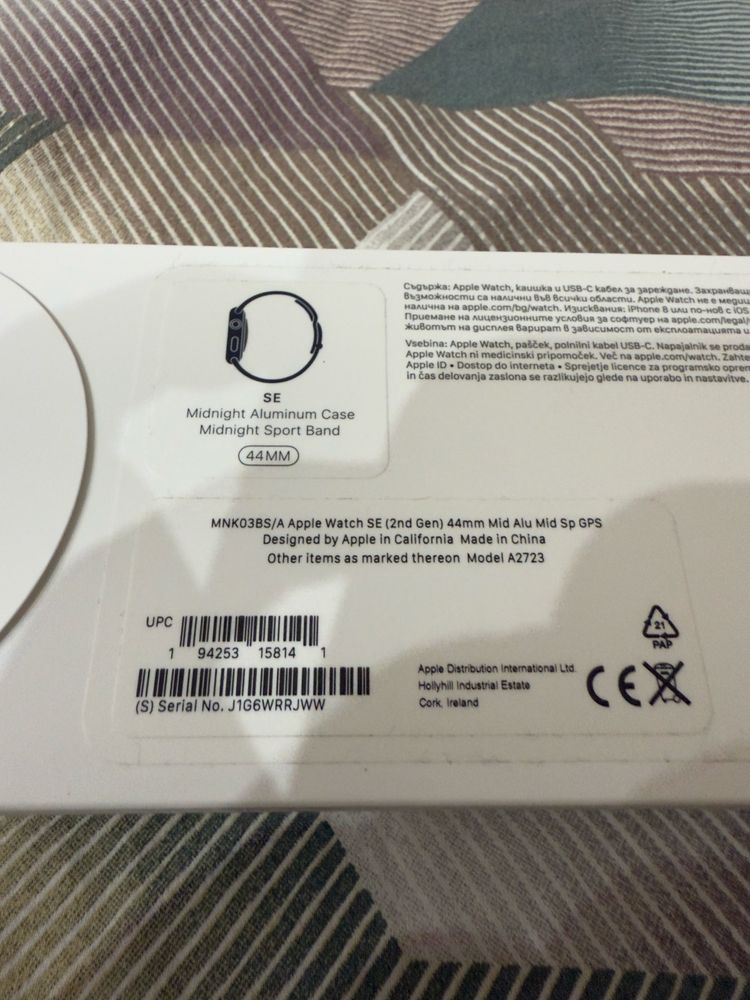 SE
Midnight Aluminum Case
Midnight Sport Band
44MM
Съдържа: Apple Watch, каишка и USB-C кабел за зареждане. Захранващ
възможности са налични във всички области. Apple Watch не е медиц
налична на apple.com/bg/watch. Изисквания: iPhone 8 или по-нов с iOS
Приемане на лицензионните условия за софтуер на apple.com/legal/
животът на дисплея варират в зависимост от експлоатацията и
Vsebina: Apple Watch, pašček, polnilni kabel USB-C. Napajalnik se proda
Apple Watch ni medicinski pripomoček. Več na apple.com/watch. Zahte
Apple ID • Dostop do interneta • Sprejetje licence za programsko oprem
in čas delovanja zaslona se razlikujejo glede na uporabo in nastavitve.
MNK03BS/A Apple Watch SE (2nd Gen) 44mm Mid Alu Mid Sp GPS
Designed by Apple in California Made in China
Other items as marked thereon Model A2723
UPC
1 94253 15814 1
(S) Serial No. J1G6WRRJWW
Apple Distribution International Ltd.
Hollyhill Industrial Estate
Cork, Ireland
21
PAP
CE